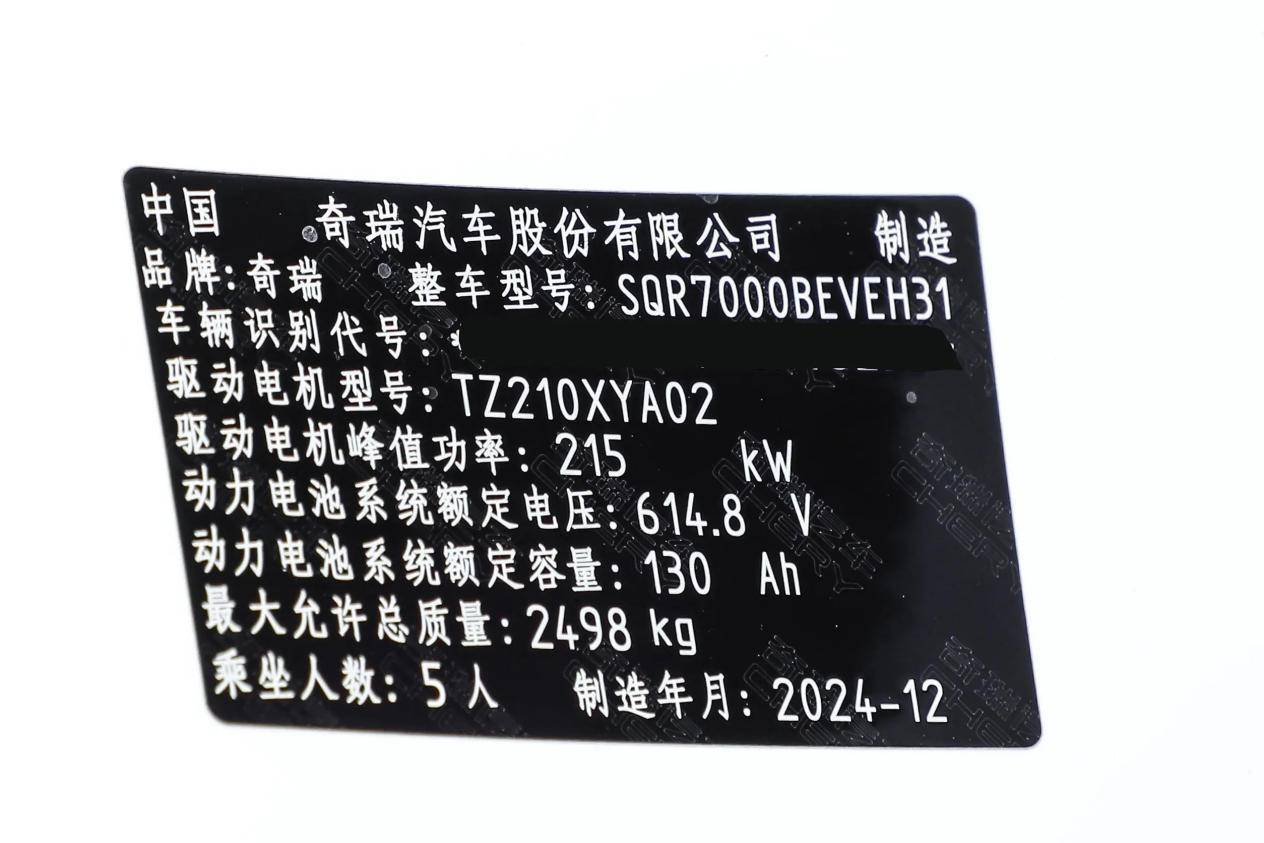 中国 奇瑞汽车股份有限公司 制造
品牌:奇瑞 整车型号:SQR7000BEVEH31
车辆识别代号:
驱动电机型号:TZ210XYA02
驱动电机峰值功率:215 kW
动力电池系统额定电压:614.8 V
动力电池系统额定容量:130 Ah
最大允许总质量:2498 kg
乘坐人数:5人 制造年月:2024-12